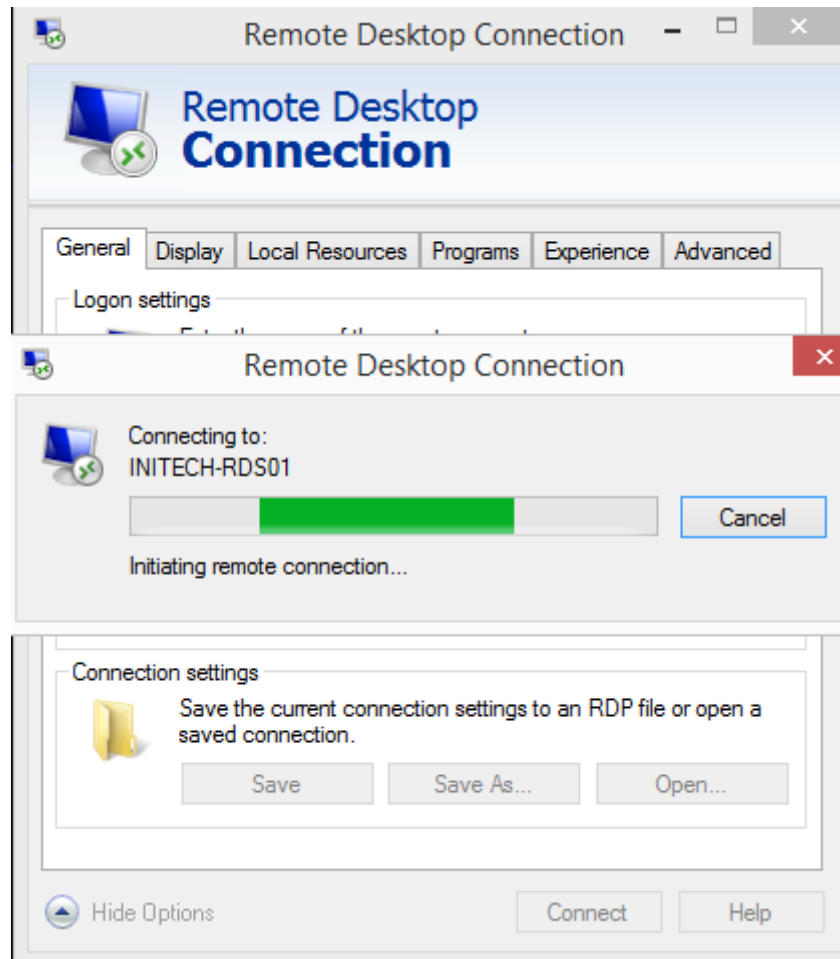 Remote Desktop Connection
Remote Desktop
Connection
General Display Local Resources Programs Experience Advanced
Logon settings
Remote Desktop Connection
Connecting to:
INITECH-RDS01
Cancel
Initiating remote connection...
Connection settings
Save the current connection settings to an RDP file or open a
saved connection.
Save Save As... Open...
Hide Options Connect Help